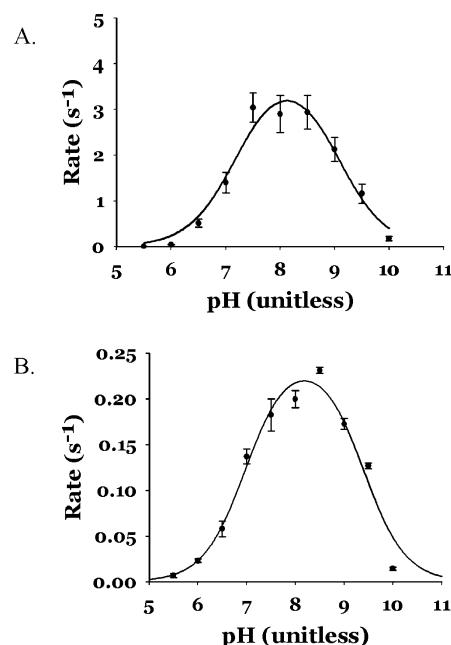 A.
5
4
3
2
1
0
Rate (s-1)
5 6 7 8 9 10 11
pH (unitless)
B.
0.25
0.20
0.15
0.10
0.05
0.00
Rate (s-1)
5 6 7 8 9 10 11
pH (unitless)